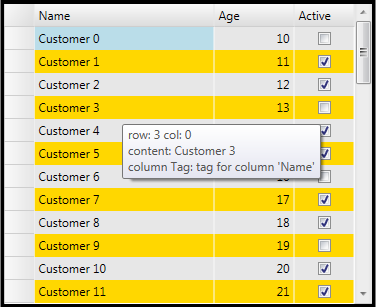 Name Age Active
Customer 0 10
Customer 1 11
Customer 2 12
Customer 3 13
Customer 4
row: 3 col: 0
content: Customer 3
column Tag: tag for column 'Name'
Customer 5
Customer 6
Customer 7 17
Customer 8 18
Customer 9 19
Customer 10 20
Customer 11 21